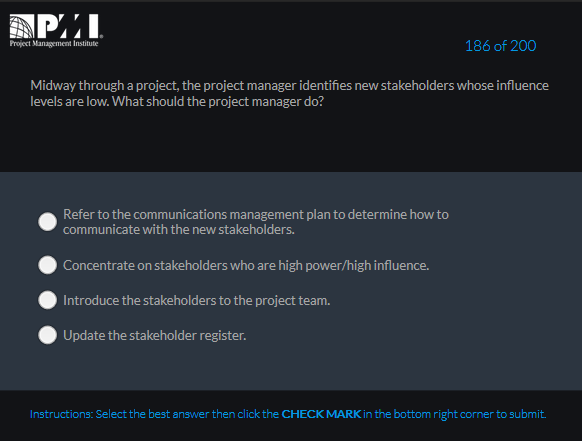 PMI
Project Management Institute
186 of 200
Midway through a project, the project manager identifies new stakeholders whose influence
levels are low. What should the project manager do?
Refer to the communications management plan to determine how to
communicate with the new stakeholders.
Concentrate on stakeholders who are high power/high influence.
Introduce the stakeholders to the project team.
Update the stakeholder register.
Instructions: Select the best answer then click the CHECK MARK in the bottom right corner to submit.